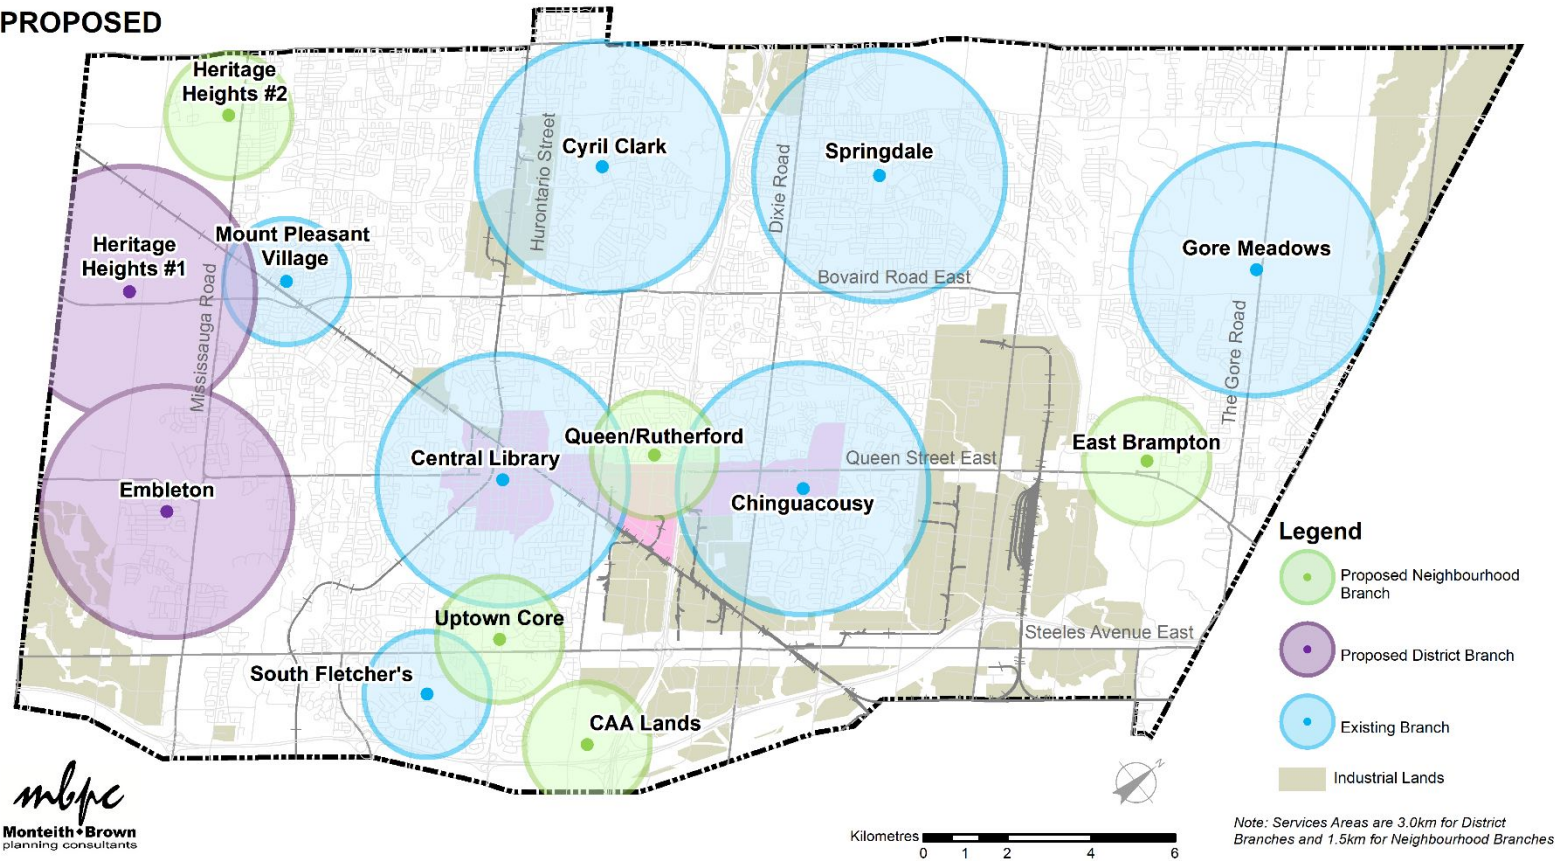 PROPOSED
Heritage
Heights #2
Cyril Clark
Hurontario Street
Springdale
Dixie Road
Heritage
Heights #1
Mount Pleasant
Village
Gore Meadows
Bovaird Road East
Mississauga Road
The Gore Road
Queen/Rutherford
East Brampton
Central Library
Queen Street East
Embleton
Chinguacousy
Legend
Proposed Neighbourhood
Branch
Uptown Core
Steeles Avenue East
Proposed District Branch
South Fletcher's
CAA Lands
Existing Branch
Industrial Lands
mbpc
Monteith♦Brown
planning consultants
Z
Kilometres
0 1 2 4 6
Note: Services Areas are 3.0km for District
Branches and 1.5km for Neighbourhood Branches